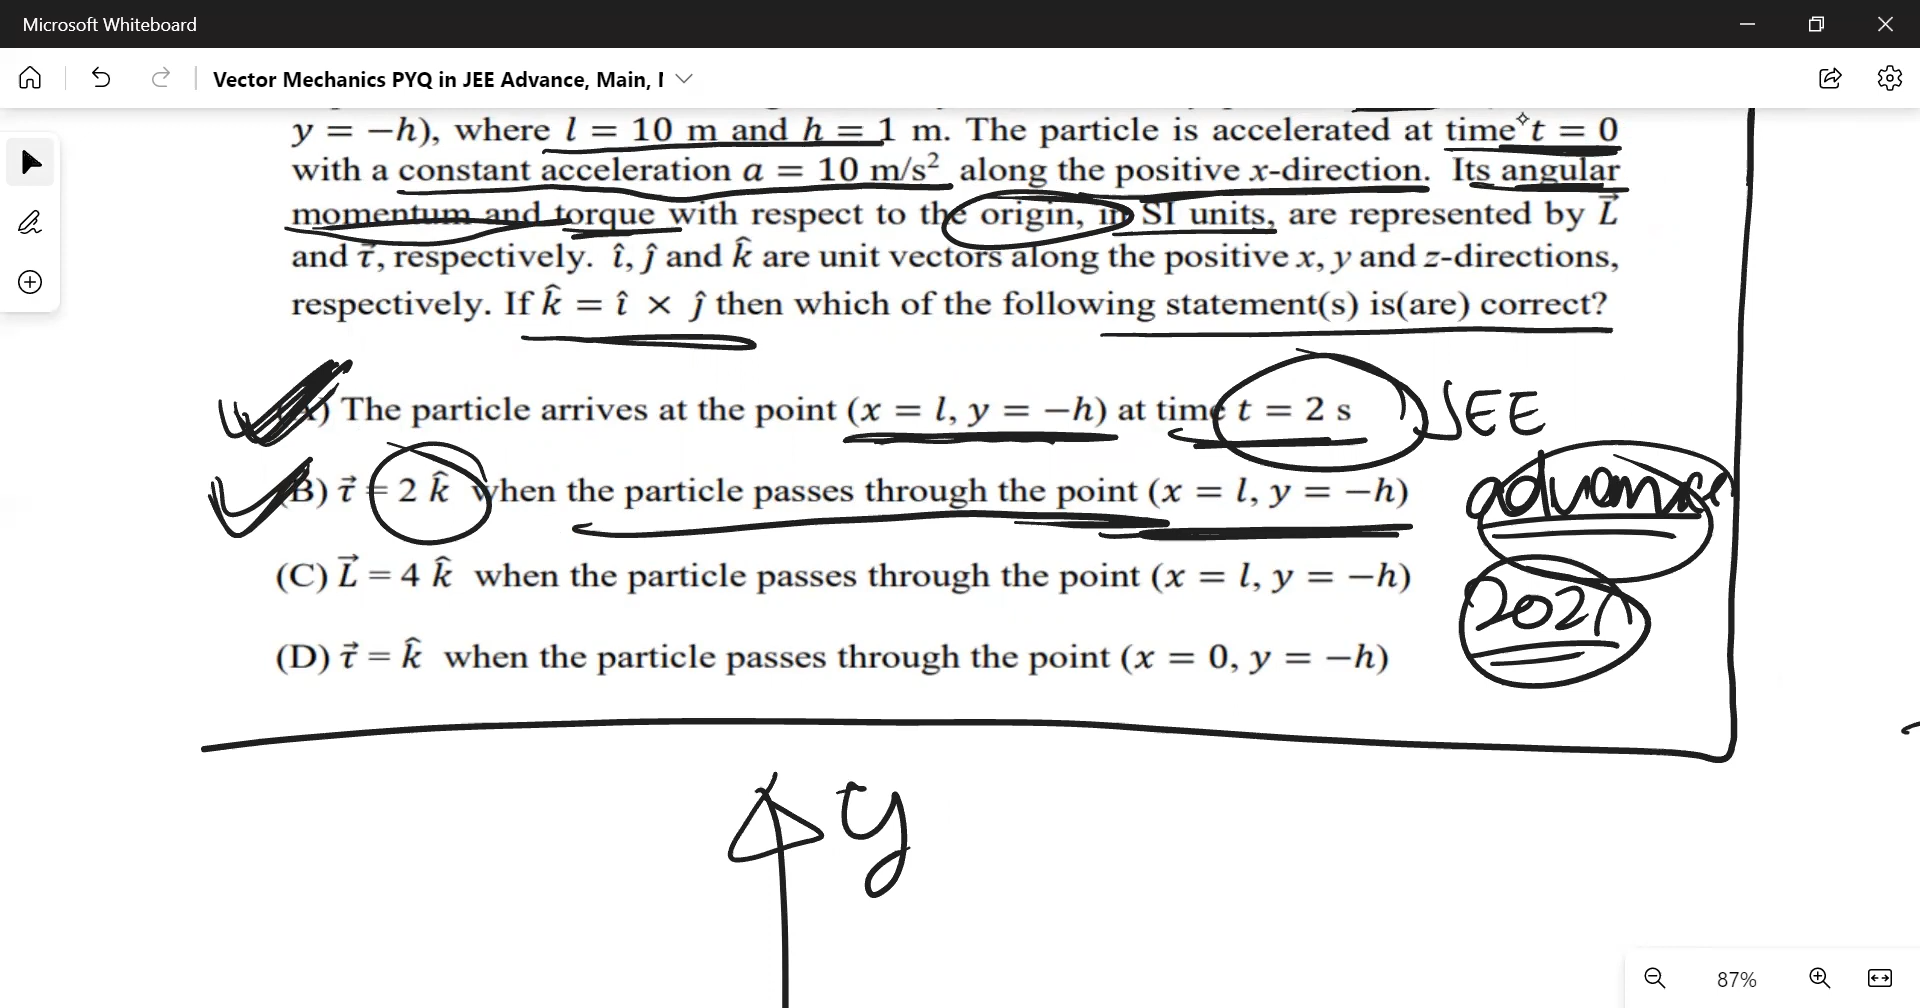 Microsoft Whiteboard
Vector Mechanics PYQ in JEE Advance, Main, I
y = −h), where l = 10 m and h = 1 m. The particle is accelerated at time t = 0
with a constant acceleration a = 10 m/s² along the positive x-direction. Its angular
momentum and torque with respect to the origin, in SI units, are represented by L⃗
and τ⃗, respectively. î, ĵ and k̂ are unit vectors along the positive x, y and z-directions,
respectively. If k̂ = î × ĵ then which of the following statement(s) is(are) correct?
(A) The particle arrives at the point (x = l, y = −h) at time t = 2 s
JEE
(B) τ⃗ = 2 k̂ when the particle passes through the point (x = l, y = −h)
advance
(C) L⃗ = 4 k̂ when the particle passes through the point (x = l, y = −h)
2021
(D) τ⃗ = k̂ when the particle passes through the point (x = 0, y = −h)
y
87%